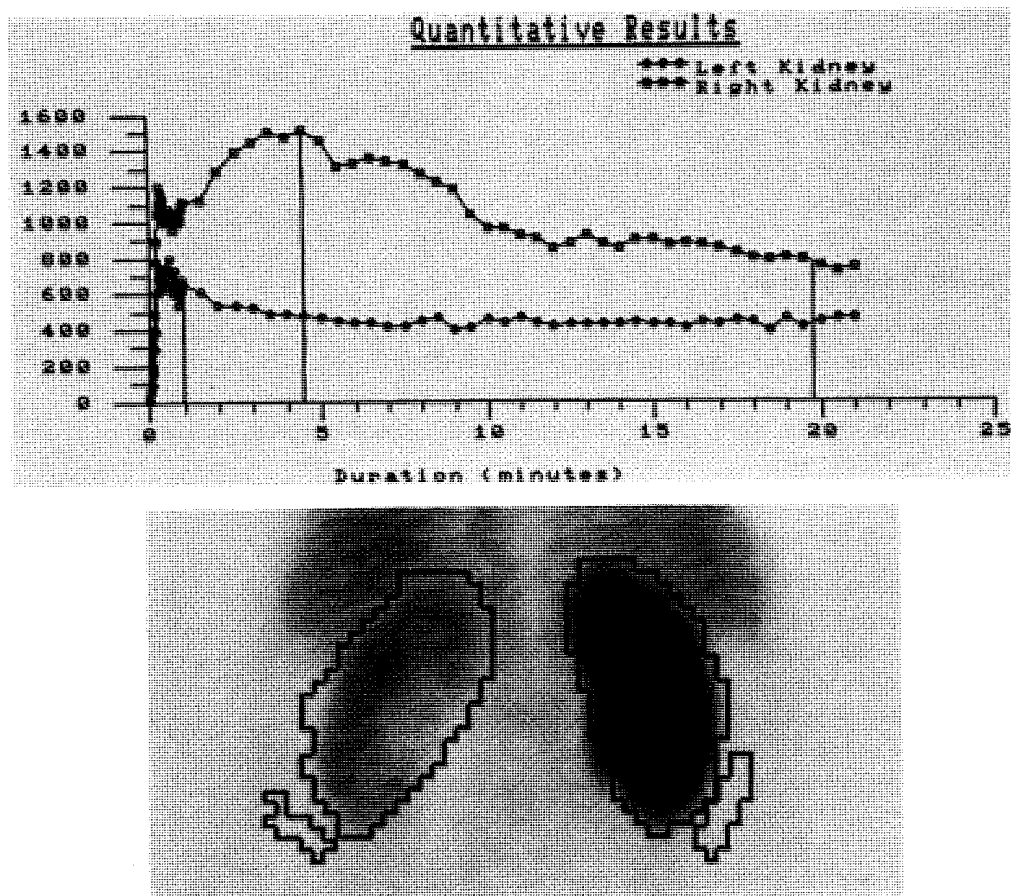 Quantitative Results
Left Kidney
Right Kidney
1600
1400
1200
1000
800
600
400
200
0
0 5 10 15 20 25
Duration (minutes)